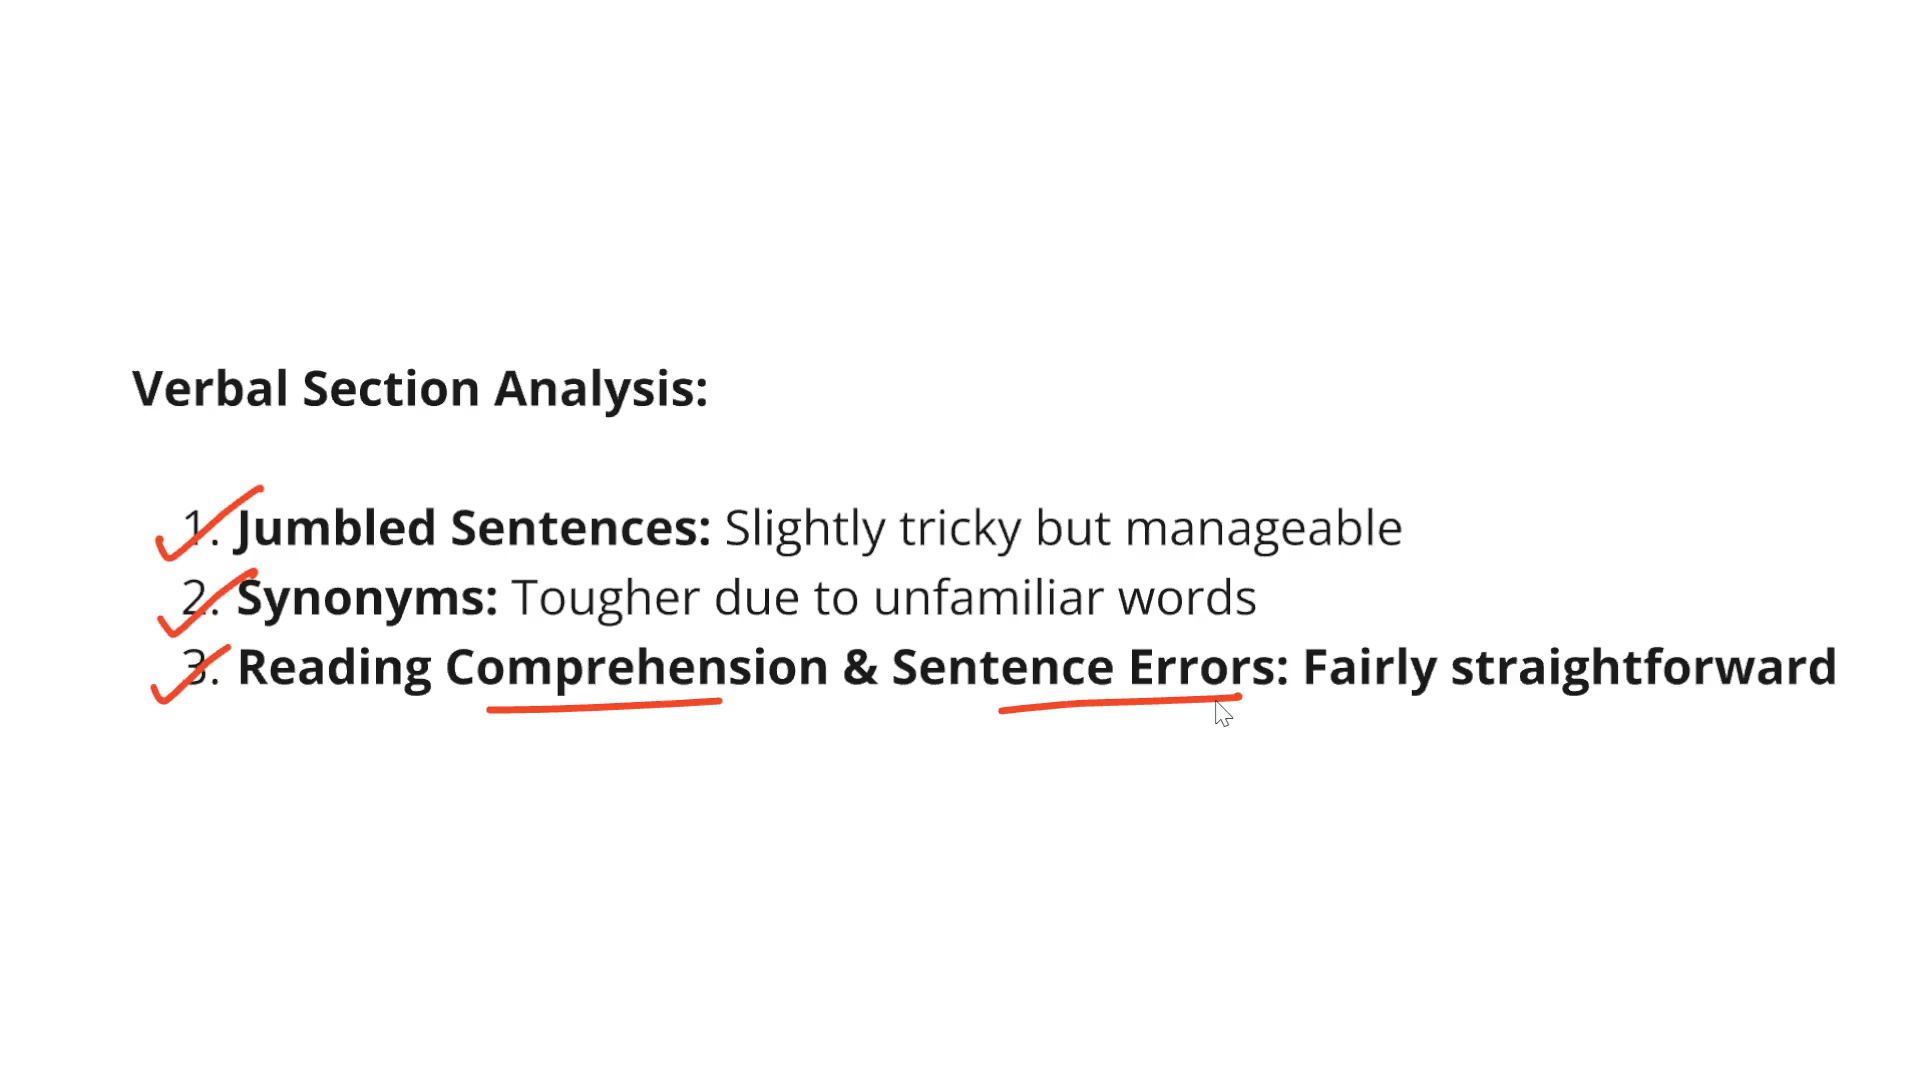 Verbal Section Analysis:
1. Jumbled Sentences: Slightly tricky but manageable
2. Synonyms: Tougher due to unfamiliar words
3. Reading Comprehension & Sentence Errors: Fairly straightforward